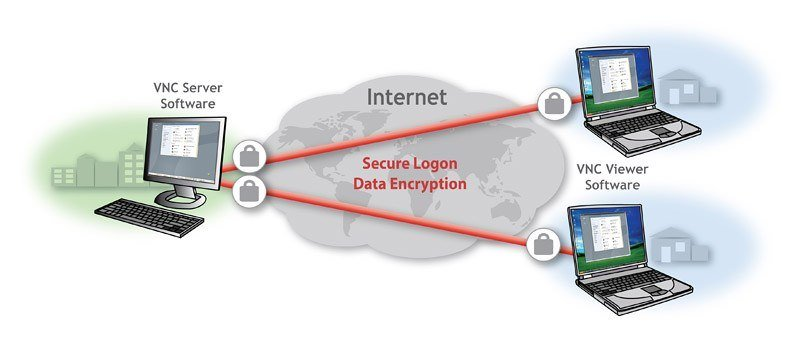 VNC Server
Software
Internet
Secure Logon
Data Encryption
VNC Viewer
Software